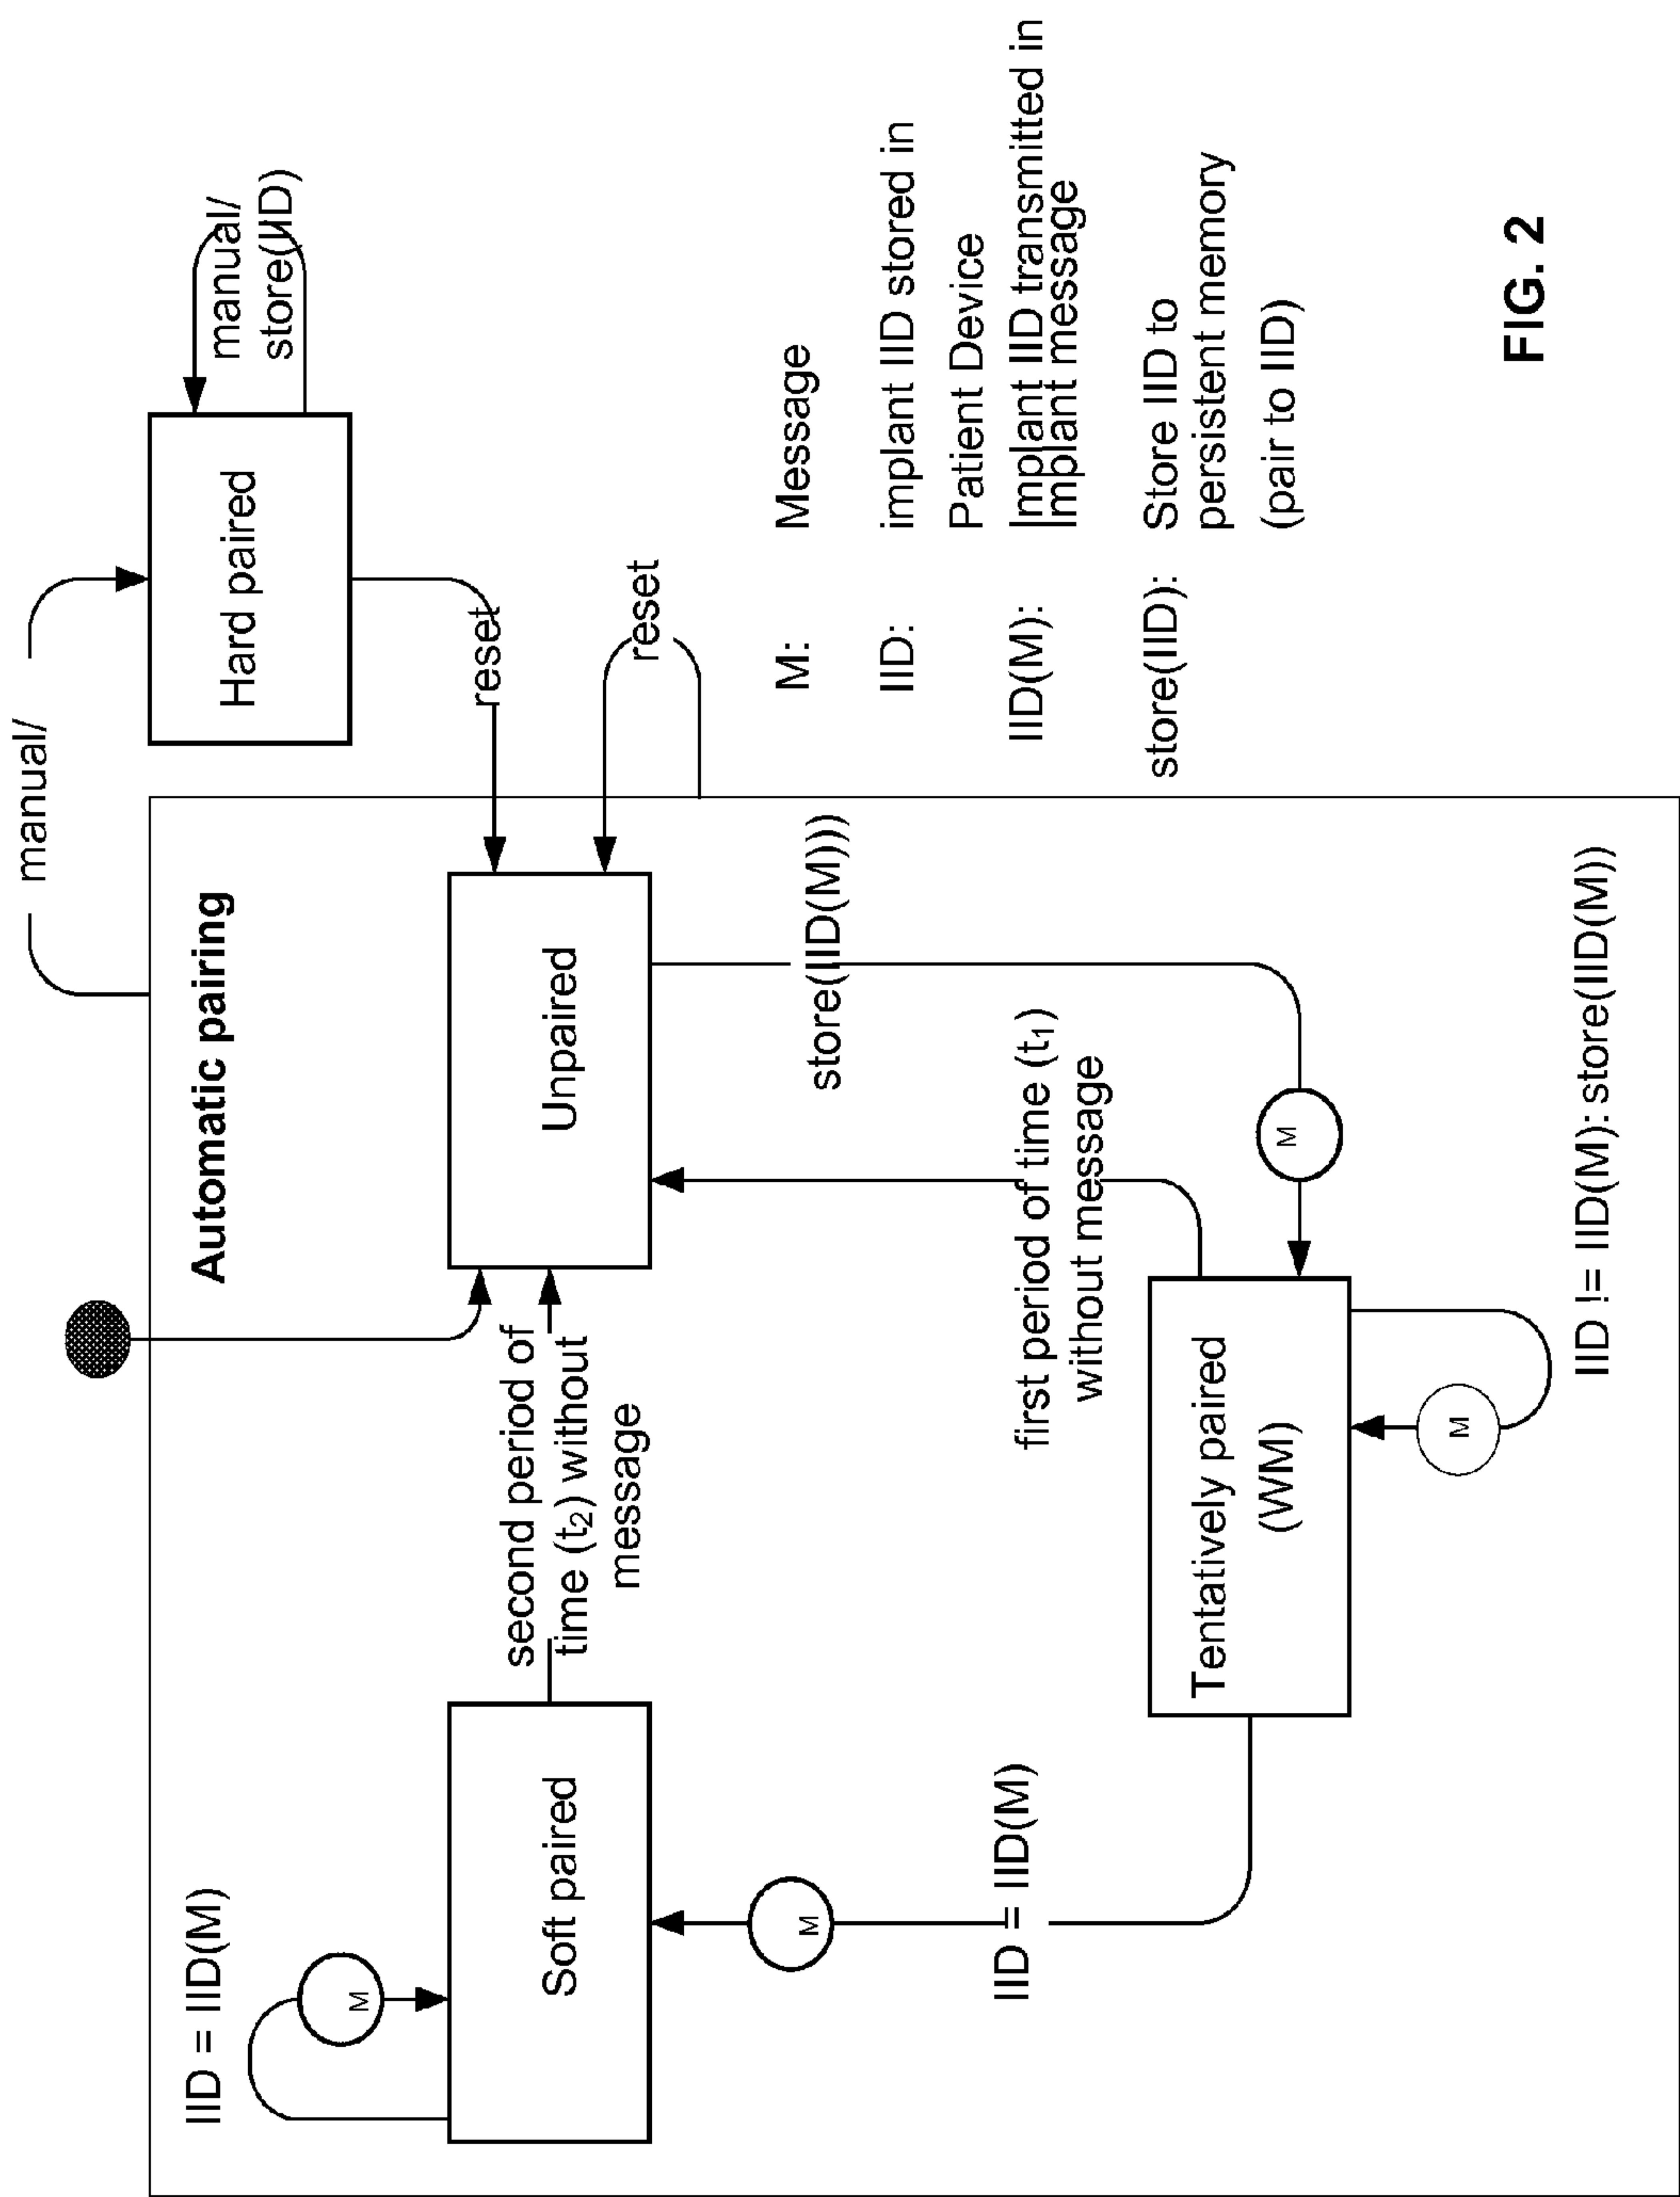 manual/
Automatic pairing
Hard paired
manual/
store(IID)
IID = IID(M)
M
Soft paired
second period of
time (t2) without
message
Unpaired
reset
reset
M
IID = IID(M)
first period of time (t1)
without message
store(IID(M)))
M
Tentatively paired
(WM)
M
IID != IID(M): store(IID(M))
M: Message
IID: implant IID stored in
Patient Device
IID(M): Implant IID transmitted in
Implant message
store(IID): Store IID to
persistent memory
(pair to IID)
FIG. 2